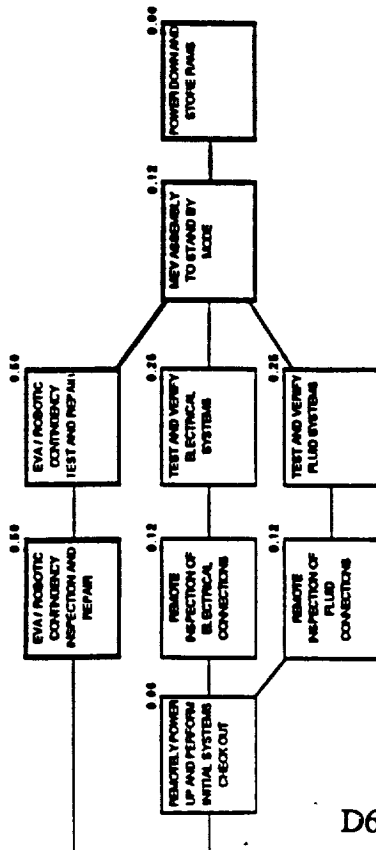 0.50
EVA / ROBOTIC
CONTINGENCY
INSPECTION AND
REPAIR
0.50
EVA / ROBOTIC
CONTINGENCY
TEST AND REPAIR
0.06
REMOTELY POWER
UP AND PERFORM
INITIAL SYSTEMS
CHECK OUT
0.12
REMOTE
INSPECTION OF
ELECTRICAL
CONNECTIONS
0.25
TEST AND VERIFY
ELECTRICAL
SYSTEMS
0.12
MEV ASSEMBLY
TO STAND BY
MODE
POWER DOWN AND
STORE RAMS
0.12
REMOTE
INSPECTION OF
FLUID
CONNECTIONS
0.25
TEST AND VERIFY
FLUID SYSTEMS
D6